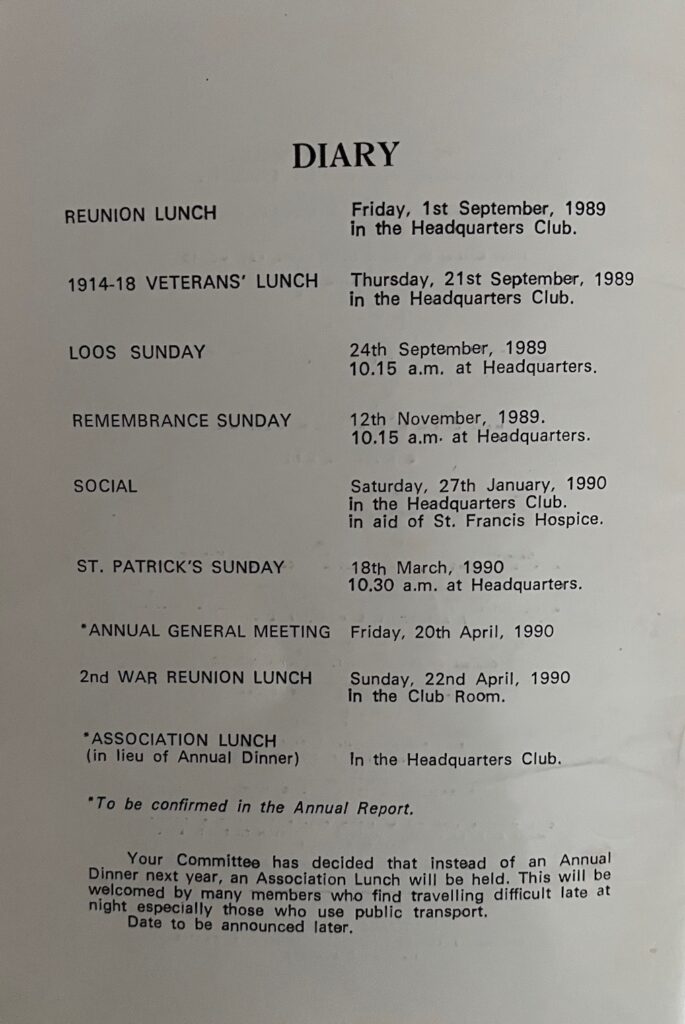 DIARY
REUNION LUNCH Friday, 1st September, 1989
in the Headquarters Club.
1914-18 VETERANS' LUNCH Thursday, 21st September, 1989
in the Headquarters Club.
LOOS SUNDAY 24th September, 1989
10.15 a.m. at Headquarters.
REMEMBRANCE SUNDAY 12th November, 1989.
10.15 a.m. at Headquarters.
SOCIAL Saturday, 27th January, 1990
in the Headquarters Club.
in aid of St. Francis Hospice.
ST. PATRICK'S SUNDAY 18th March, 1990
10.30 a.m. at Headquarters.
*ANNUAL GENERAL MEETING Friday, 20th April, 1990
2nd WAR REUNION LUNCH Sunday, 22nd April, 1990
In the Club Room.
*ASSOCIATION LUNCH
(in lieu of Annual Dinner) In the Headquarters Club.
*To be confirmed in the Annual Report.
Your Committee has decided that instead of an Annual
Dinner next year, an Association Lunch will be held. This will be
welcomed by many members who find travelling difficult late at
night especially those who use public transport.
Date to be announced later.